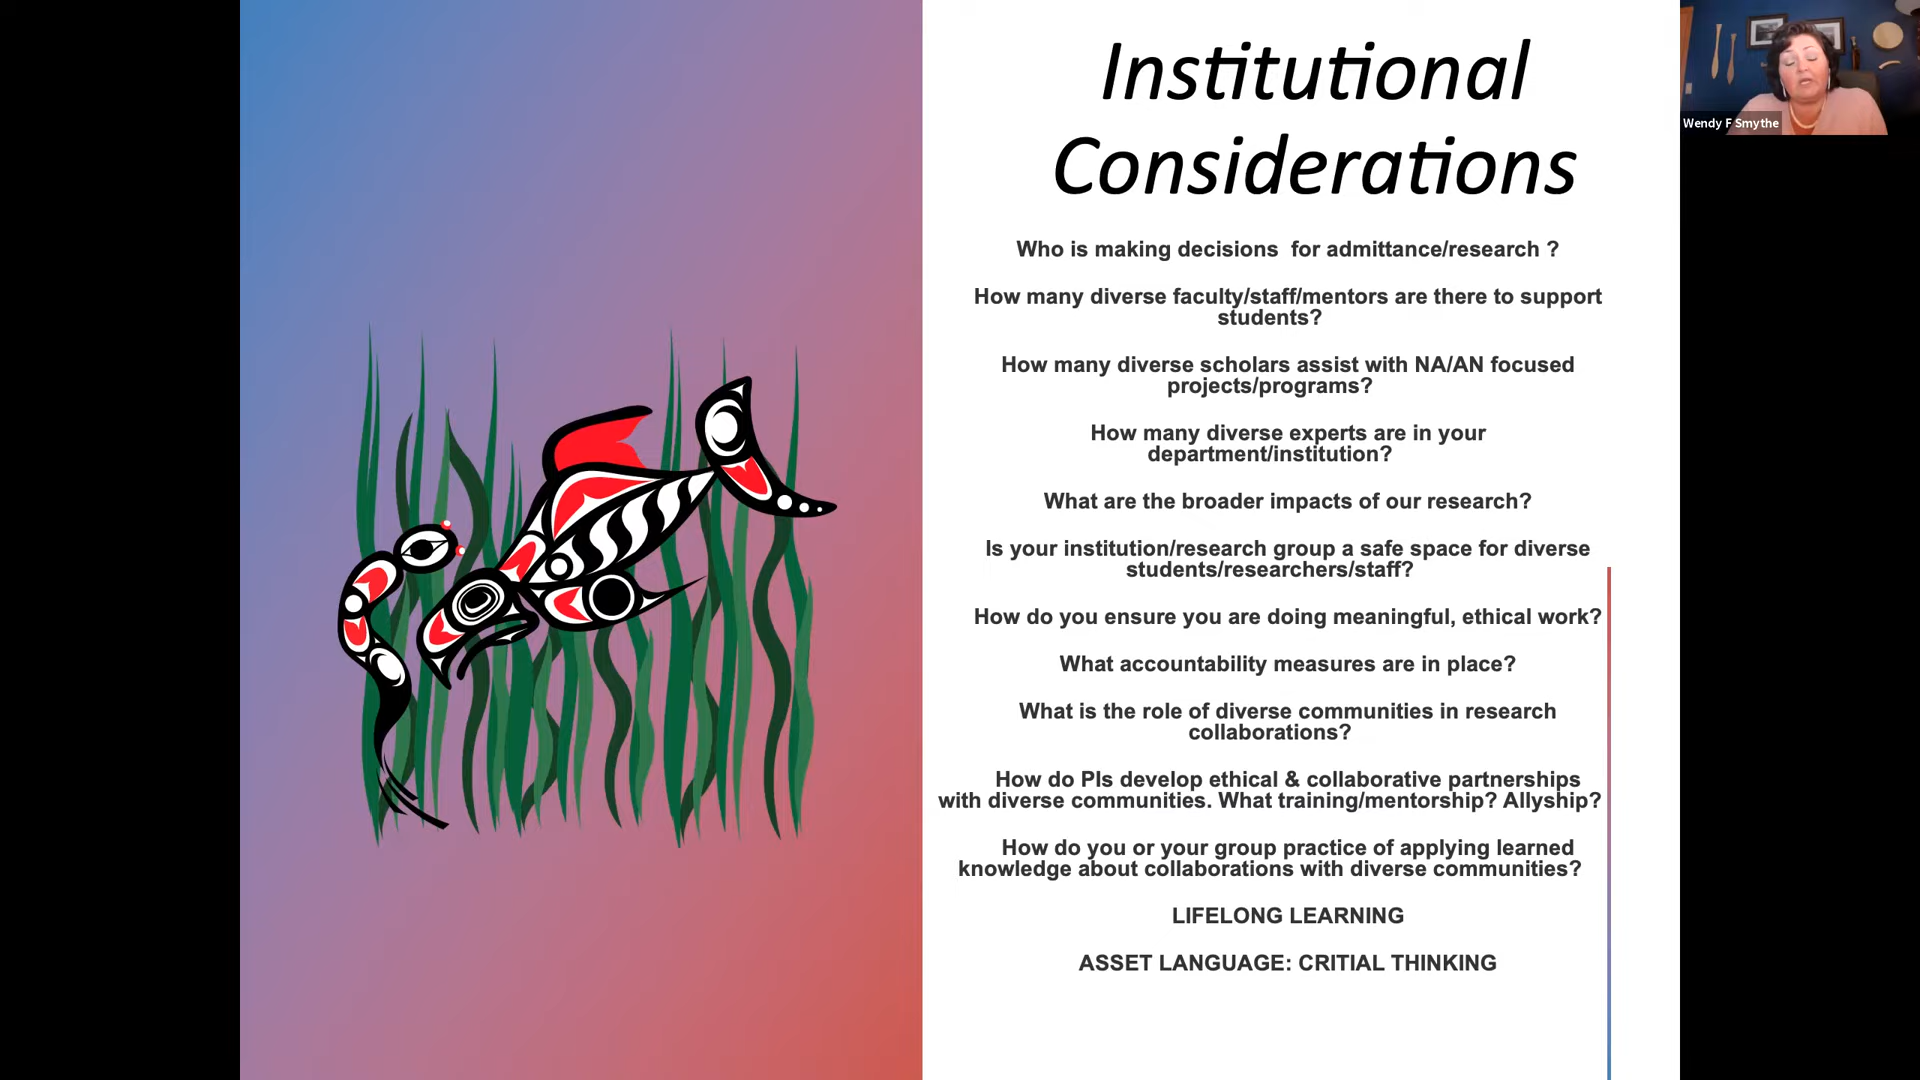 Institutional
Considerations
Who is making decisions  for admittance/research ?
How many diverse faculty/staff/mentors are there to support
students?
How many diverse scholars assist with NA/AN focused
projects/programs?
How many diverse experts are in your
department/institution?
What are the broader impacts of our research?
Is your institution/research group a safe space for diverse
students/researchers/staff?
How do you ensure you are doing meaningful, ethical work?
What accountability measures are in place?
What is the role of diverse communities in research
collaborations?
How do PIs develop ethical & collaborative partnerships
with diverse communities. What training/mentorship? Allyship?
How do you or your group practice of applying learned
knowledge about collaborations with diverse communities?
LIFELONG LEARNING
ASSET LANGUAGE: CRITIAL THINKING
Wendy F Smythe